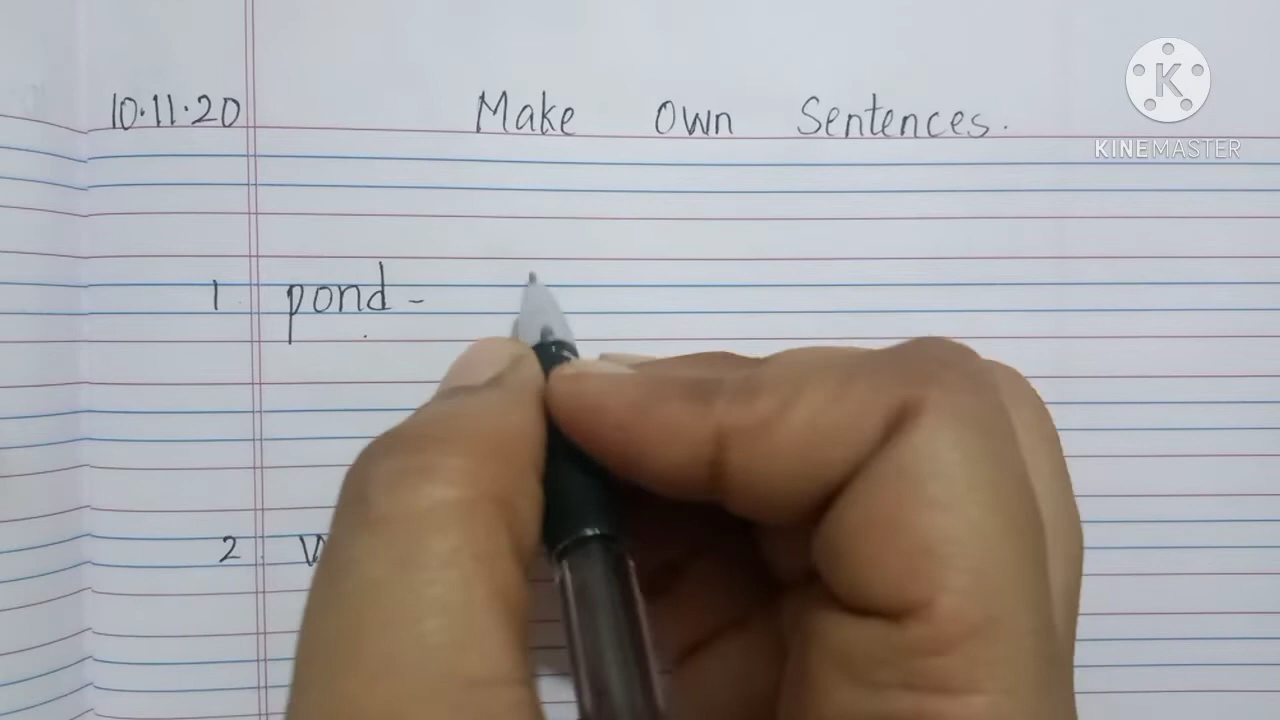 10.11.20 Make Own Sentences.
K
KINEMASTER
1. pond -
2.